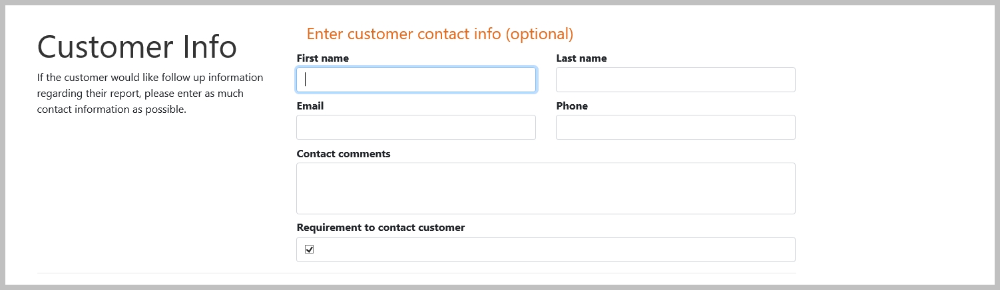 Customer Info
If the customer would like follow up information
regarding their report, please enter as much
contact information as possible.
Enter customer contact info (optional)
First name
Last name
Email
Phone
Contact comments
Requirement to contact customer